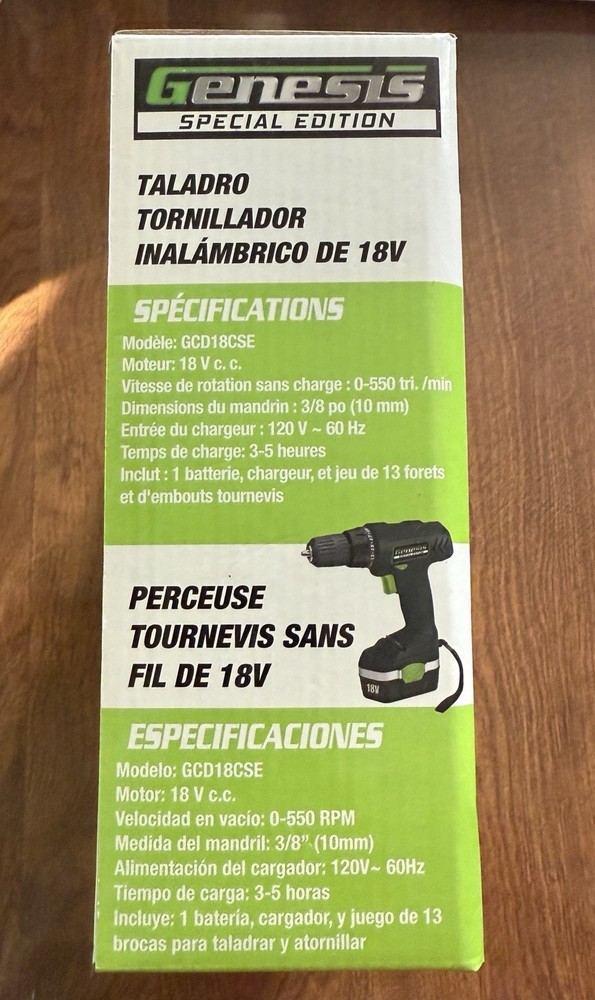 Genesis
SPECIAL EDITION
TALADRO
TORNILLADOR
INALÁMBRICO DE 18V
SPÉCIFICATIONS
Modèle: GCD18CSE
Moteur: 18 V c. c.
Vitesse de rotation sans charge : 0-550 tri. /min
Dimensions du mandrin : 3/8 po (10 mm)
Entrée du chargeur : 120 V ~ 60 Hz
Temps de charge: 3-5 heures
Inclut : 1 batterie, chargeur, et jeu de 13 forets
et d'embouts tournevis
Genesis
PERCEUSE
TOURNEVIS SANS
FIL DE 18V
18V
ESPECIFICACIONES
Modelo: GCD18CSE
Motor: 18 V c.c.
Velocidad en vacío: 0-550 RPM
Medida del mandril: 3/8” (10mm)
Alimentación del cargador: 120V~ 60Hz
Tiempo de carga: 3-5 horas
Incluye: 1 batería, cargador, y juego de 13
brocas para taladrar y atornillar